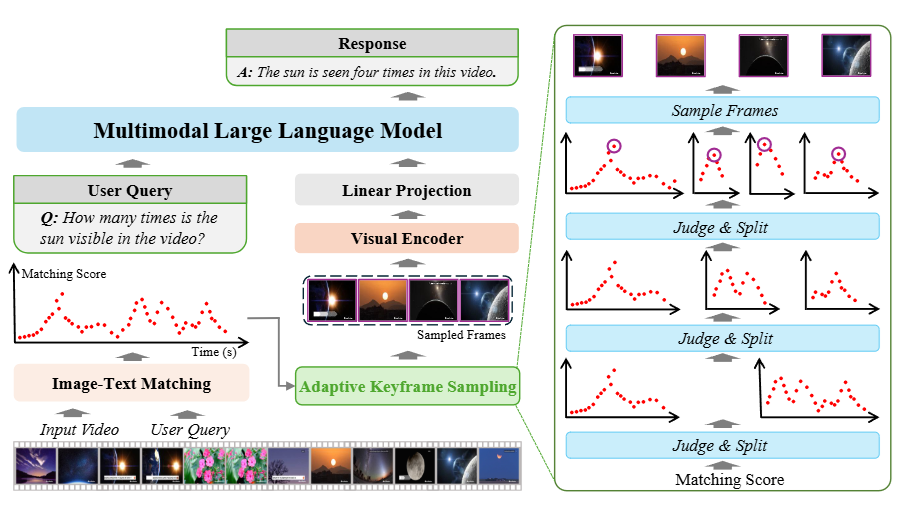 Response
A: The sun is seen four times in this video.
Multimodal Large Language Model
User Query
Q: How many times is the
sun visible in the video?
Linear Projection
Visual Encoder
Sampled Frames
Matching Score
Time (s)
Image-Text Matching
Adaptive Keyframe Sampling
Input Video
User Query
Sample Frames
Judge & Split
Judge & Split
Judge & Split
Matching Score